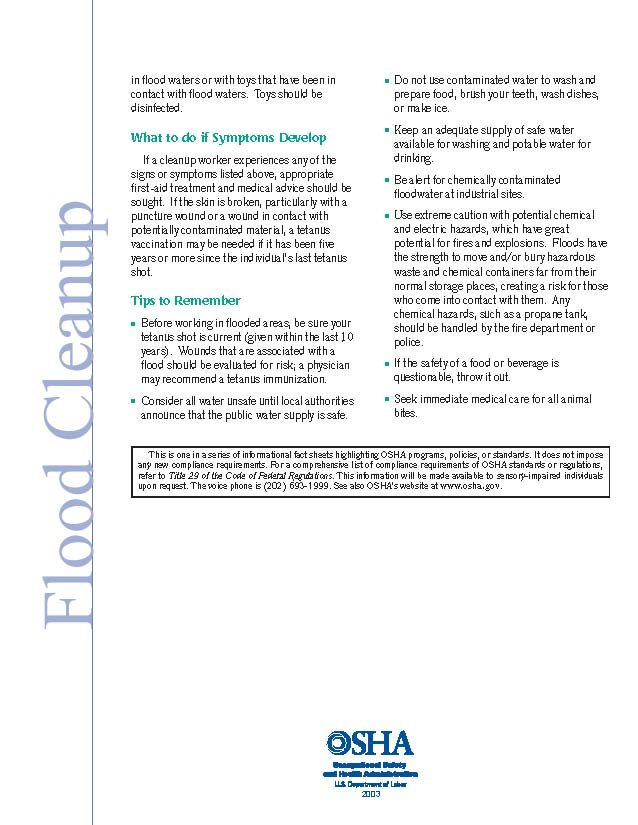 in flood waters or with toys that have been in
contact with flood waters. Toys should be
disinfected.
What to do if Symptoms Develop
If a cleanup worker experiences any of the
signs or symptoms listed above, appropriate
first-aid treatment and medical advice should be
sought. If the skin is broken, particularly with a
puncture wound or a wound in contact with
potentially contaminated material, a tetanus
vaccination may be needed if it has been five
years or more since the individual's last tetanus
shot.
Tips to Remember
▪ Before working in flooded areas, be sure your
tetanus shot is current (given within the last 10
years). Wounds that are associated with a
flood should be evaluated for risk; a physician
may recommend a tetanus immunization.
▪ Consider all water unsafe until local authorities
announce that the public water supply is safe.
▪ Do not use contaminated water to wash and
prepare food, brush your teeth, wash dishes,
or make ice.
▪ Keep an adequate supply of safe water
available for washing and potable water for
drinking.
▪ Be alert for chemically contaminated
floodwater at industrial sites.
▪ Use extreme caution with potential chemical
and electric hazards, which have great
potential for fires and explosions. Floods have
the strength to move and/or bury hazardous
waste and chemical containers far from their
normal storage places, creating a risk for those
who come into contact with them. Any
chemical hazards, such as a propane tank,
should be handled by the fire department or
police.
▪ If the safety of a food or beverage is
questionable, throw it out.
▪ Seek immediate medical care for all animal
bites.
This is one in a series of informational fact sheets highlighting OSHA programs, policies, or standards. It does not impose
any new compliance requirements. For a comprehensive list of compliance requirements of OSHA standards or regulations,
refer to Title 29 of the Code of Federal Regulations. This information will be made available to sensory-impaired individuals
upon request. The voice phone is (202) 693-1999. See also OSHA's website at www.osha.gov.
Flood Cleanup
OSHA
Occupational Safety
and Health Administration
U.S. Department of Labor
2003